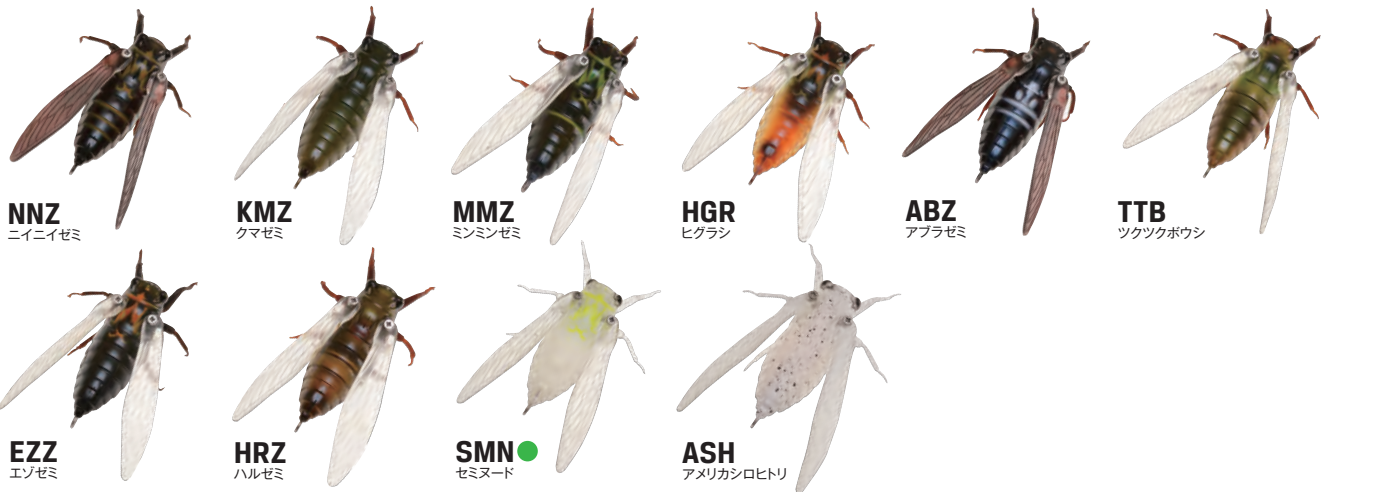 NNZ
ニイニイゼミ
KMZ
クマゼミ
MMZ
ミンミンゼミ
HGR
ヒグラシ
ABZ
アブラゼミ
TTB
ツクツクボウシ
EZZ
エゾゼミ
HRZ
ハルゼミ
SMN
セミヌード
ASH
アメリカシロヒトリ